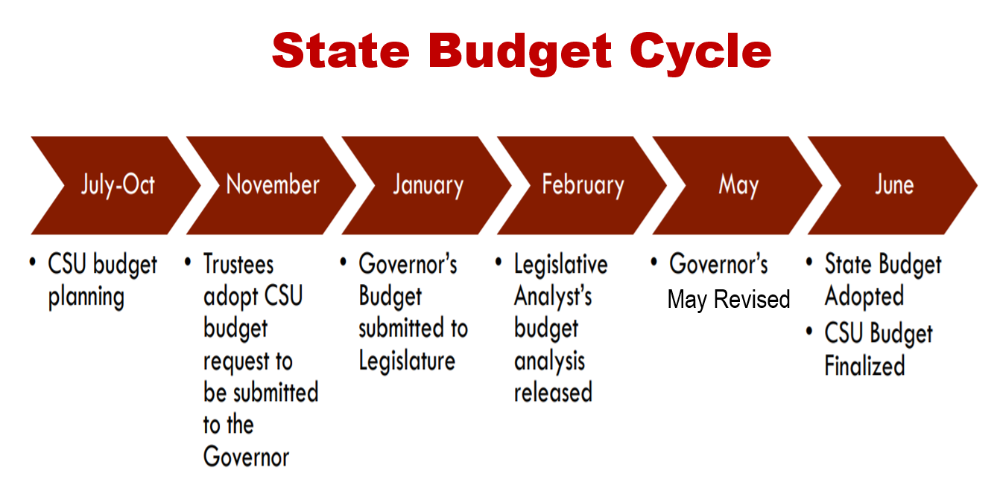 State Budget Cycle
July-Oct
November
January
February
May
June
• CSU budget
planning
• Trustees
adopt CSU
budget
request to
be submitted
to the
Governor
• Governor’s
Budget
submitted to
Legislature
• Legislative
Analyst’s
budget
analysis
released
• Governor’s
May Revised
• State Budget
Adopted
• CSU Budget
Finalized